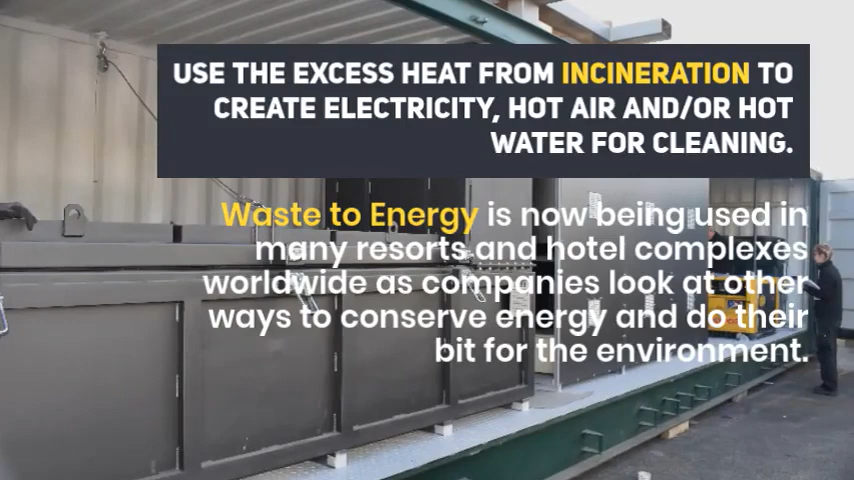 USE THE EXCESS HEAT FROM INCINERATION TO
CREATE ELECTRICITY, HOT AIR AND/OR HOT
WATER FOR CLEANING.
Waste to Energy is now being used in
many resorts and hotel complexes
worldwide as companies look at other
ways to conserve energy and do their
bit for the environment.